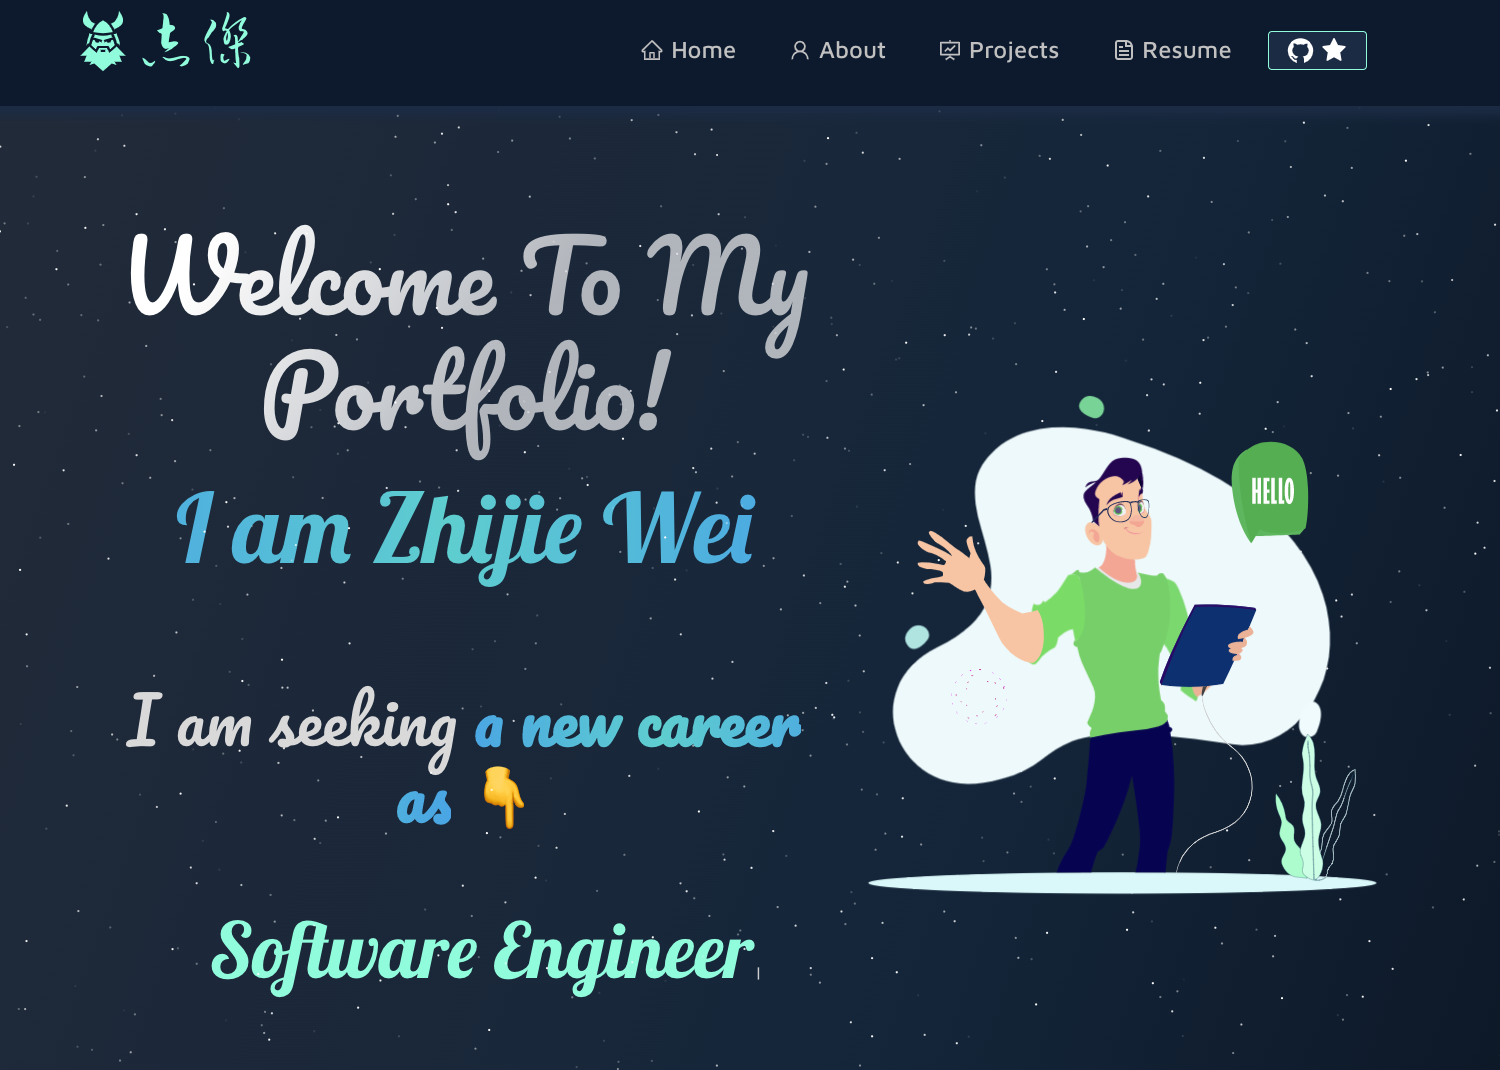 志傑
Home
About
Projects
Resume
Welcome To My
Portfolio!
I am Zhijie Wei
HELLO
I am seeking a new career
as 👇
Software Engineer